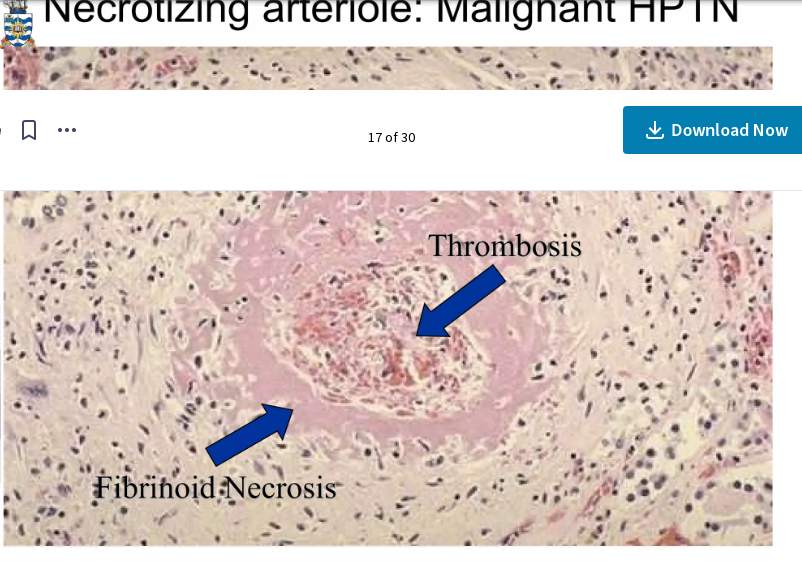 Necrotizing arteriole: Malignant HPTN
17 of 30
Download Now
Thrombosis
Fibrinoid Necrosis